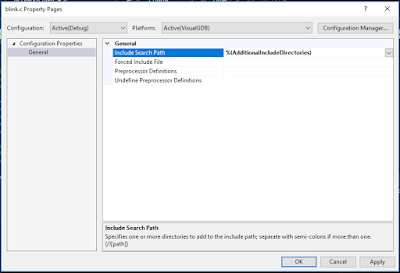 blink.c Property Pages
Configuration: Active(Debug) Platform: Active(VisualGDB) Configuration Manager...
Configuration Properties
General
General
Include Search Path %(AdditionalIncludeDirectories)
Forced Include File
Preprocessor Definitions
Undefine Preprocessor Definitions
Include Search Path
Specifies one or more directories to add to the include path; separate with semi-colons if more than one.
(/I[path])
OK Cancel Apply